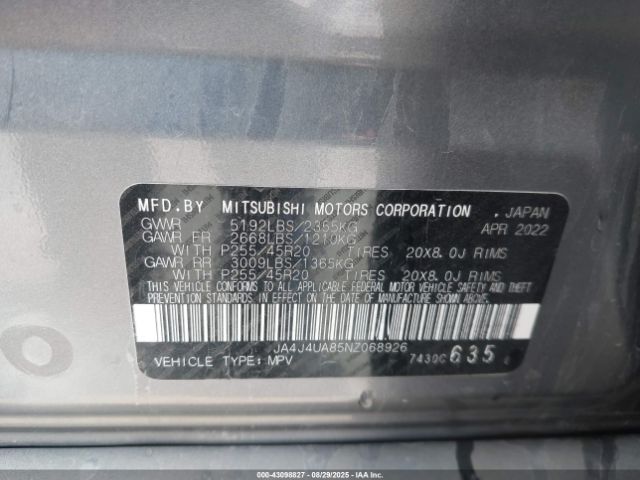 MFD.BY MITSUBISHI MOTORS CORPORATION . JAPAN
GVWR 5192LBS/2355KG APR 2022
GAWR FR 2668LBS/1210KG
WITH P255/45R20 TIRES 20X8.0J RIMS
GAWR RR 3009LBS/1365KG
WITH P255/45R20 TIRES 20X8.0J RIMS
THIS VEHICLE CONFORMS TO ALL APPLICABLE FEDERAL MOTOR VEHICLE SAFETY AND THEFT
PREVENTION STANDARDS IN EFFECT ON THE DATE OF MANUFACTURE SHOWN ABOVE.
JA4J4UA85NZ068926
VEHICLE TYPE: MPV 7430C 635
000-43098827 - 08/29/2025 - © Copyright 2025 IAA Inc. (IAA)